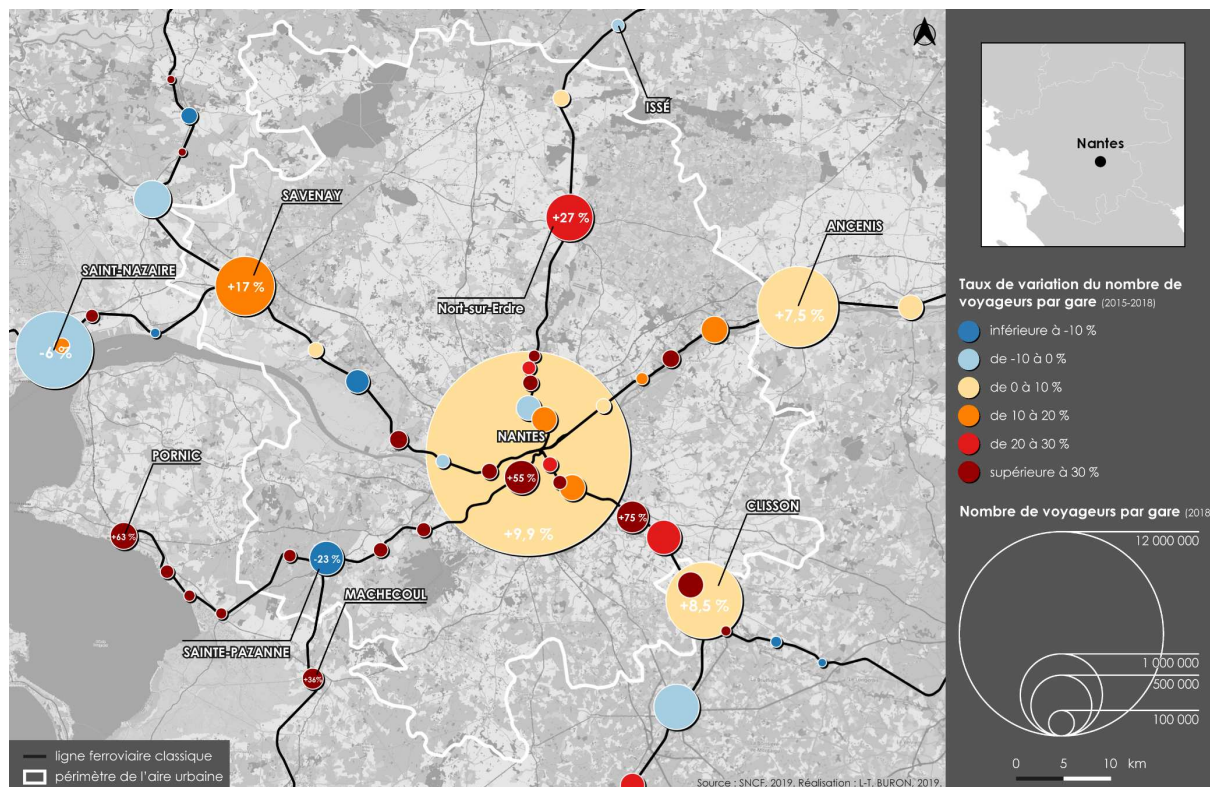 ISSÉ
SAVENAY
+27 %
ANCENIS
SAINT-NAZAIRE
+17 %
Nort-sur-Erdre
+7,5 %
-6 %
NANTES
PORNIC
+55 %
CLISSON
+75 %
+9,9 %
+63 %
-23 %
MACHECOUL
+8,5 %
SAINTE-PAZANNE
+36%
ligne ferroviaire classique
périmètre de l'aire urbaine
Source : SNCF, 2019. Réalisation : L-T. BURON, 2019.
Nantes
Taux de variation du nombre de
voyageurs par gare (2015-2018)
inférieure à -10 %
de -10 à 0 %
de 0 à 10 %
de 10 à 20 %
de 20 à 30 %
supérieure à 30 %
Nombre de voyageurs par gare (2018
12 000 000
1 000 000
500 000
100 000
0 5 10 km